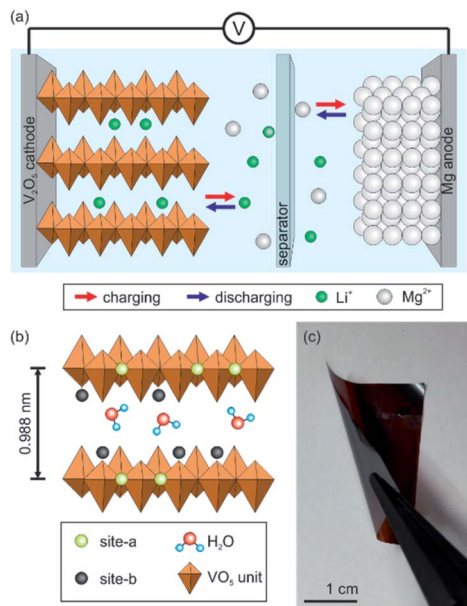 (a)
V
V₂O₅ cathode
separator
Mg anode
charging discharging Li⁺ Mg²⁺
(b)
0.988 nm
site-a H₂O
site-b VO₅ unit
(c)
1 cm